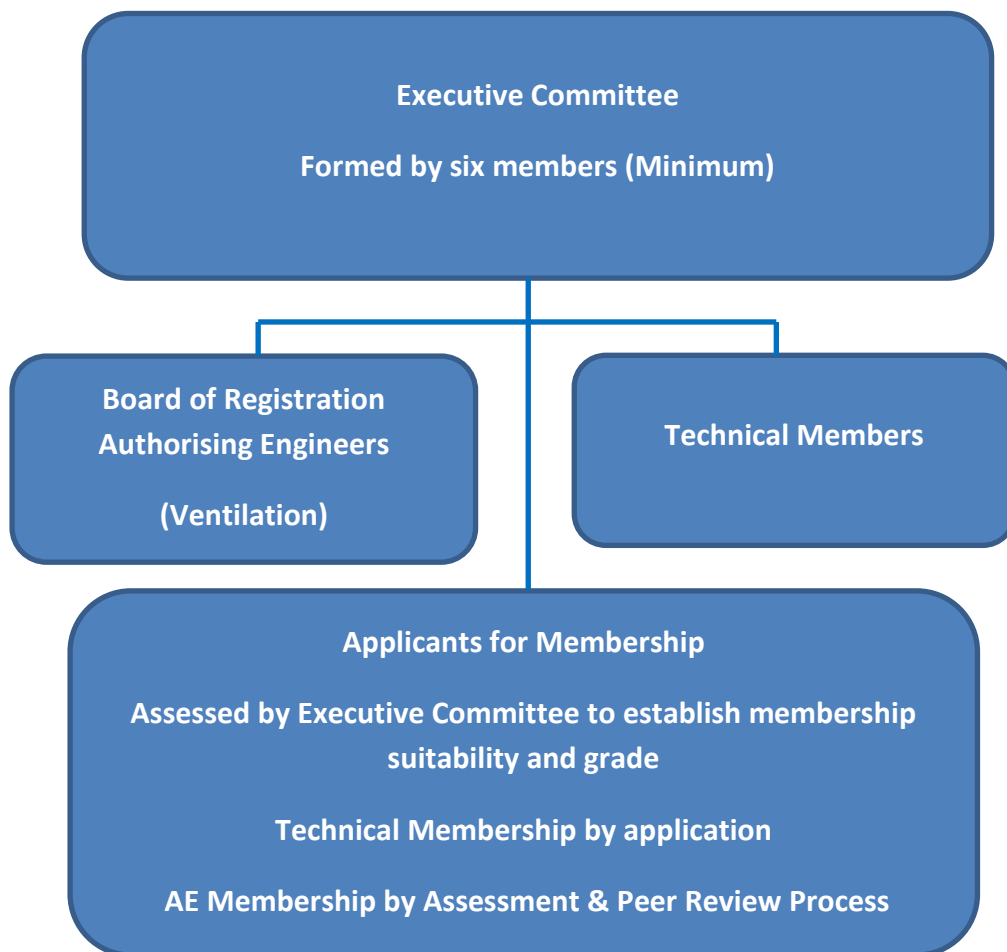 Executive Committee
Formed by six members (Minimum)
Board of Registration
Authorising Engineers
(Ventilation)
Technical Members
Applicants for Membership
Assessed by Executive Committee to establish membership
suitability and grade
Technical Membership by application
AE Membership by Assessment & Peer Review Process